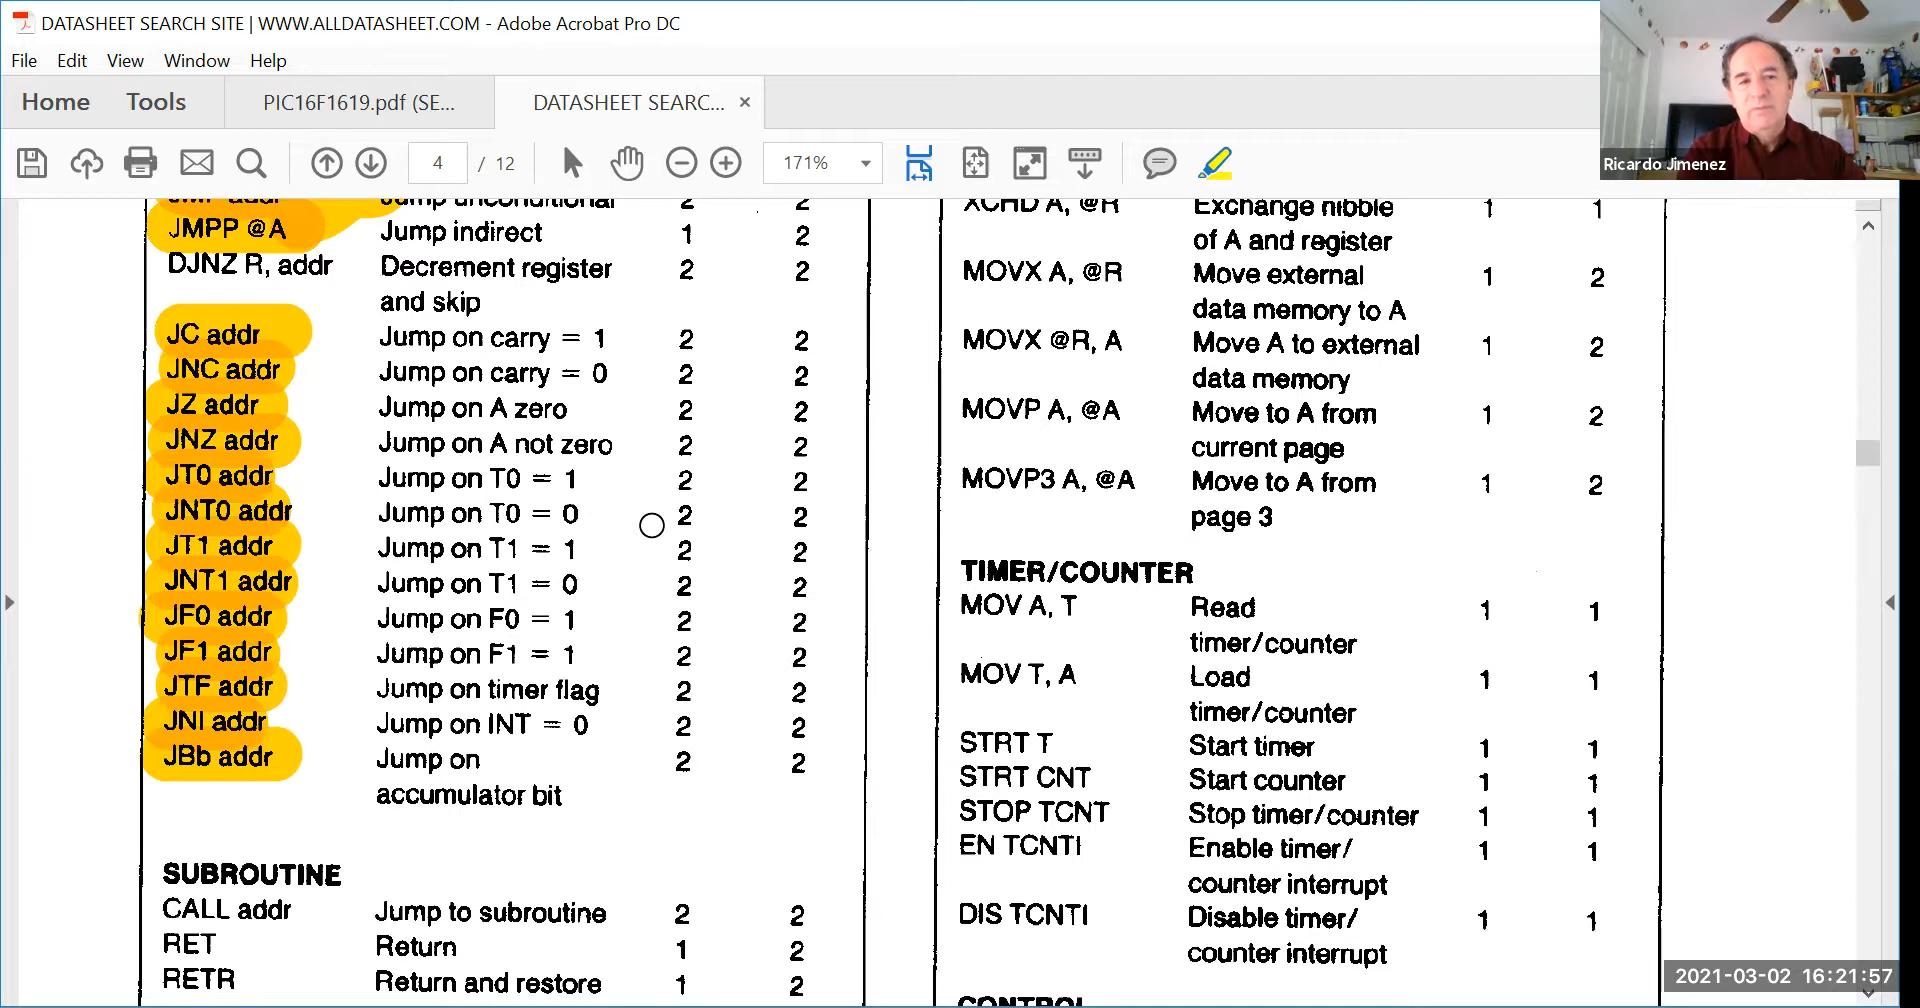 DATASHEET SEARCH SITE | WWW.ALLDATASHEET.COM - Adobe Acrobat Pro DC
File Edit View Window Help
Home Tools PIC16F1619.pdf (SE... DATASHEET SEARC... ×
4 / 12 171%
Ricardo Jimenez
JMP addr Jump unconditional 2 2
JMPP @A Jump indirect 1 2
DJNZ R, addr Decrement register 2 2
and skip
JC addr Jump on carry = 1 2 2
JNC addr Jump on carry = 0 2 2
JZ addr Jump on A zero 2 2
JNZ addr Jump on A not zero 2 2
JT0 addr Jump on T0 = 1 2 2
JNT0 addr Jump on T0 = 0 2 2
JT1 addr Jump on T1 = 1 2 2
JNT1 addr Jump on T1 = 0 2 2
JF0 addr Jump on F0 = 1 2 2
JF1 addr Jump on F1 = 1 2 2
JTF addr Jump on timer flag 2 2
JNI addr Jump on INT = 0 2 2
JBb addr Jump on 2 2
accumulator bit
SUBROUTINE
CALL addr Jump to subroutine 2 2
RET Return 1 2
RETR Return and restore 1 2
XCHD A, @R Exchange nibble 1 1
of A and register
MOVX A, @R Move external 1 2
data memory to A
MOVX @R, A Move A to external 1 2
data memory
MOVP A, @A Move to A from 1 2
current page
MOVP3 A, @A Move to A from 1 2
page 3
TIMER/COUNTER
MOV A, T Read 1 1
timer/counter
MOV T, A Load 1 1
timer/counter
STRT T Start timer 1 1
STRT CNT Start counter 1 1
STOP TCNT Stop timer/counter 1 1
EN TCNTI Enable timer/ 1 1
counter interrupt
DIS TCNTI Disable timer/ 1 1
counter interrupt
CONTROL
2021-03-02 16:21:57